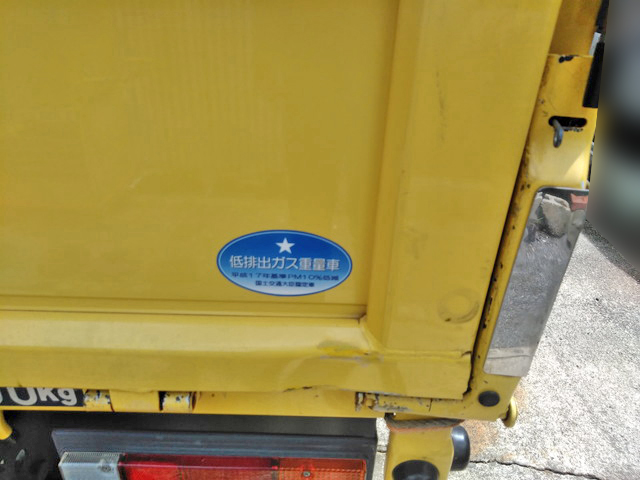 低排出ガス重量車
平成17年基準PM10%低減
国土交通大臣認定車
0kg